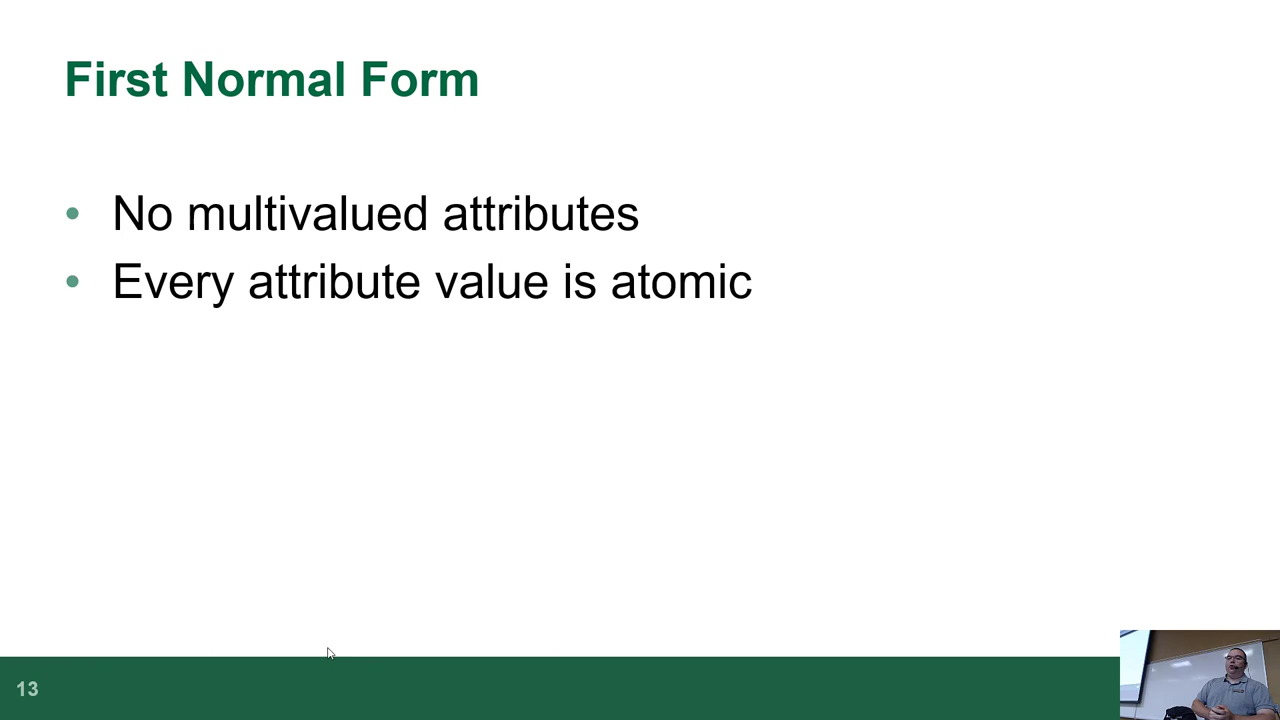 First Normal Form
• No multivalued attributes
• Every attribute value is atomic
13